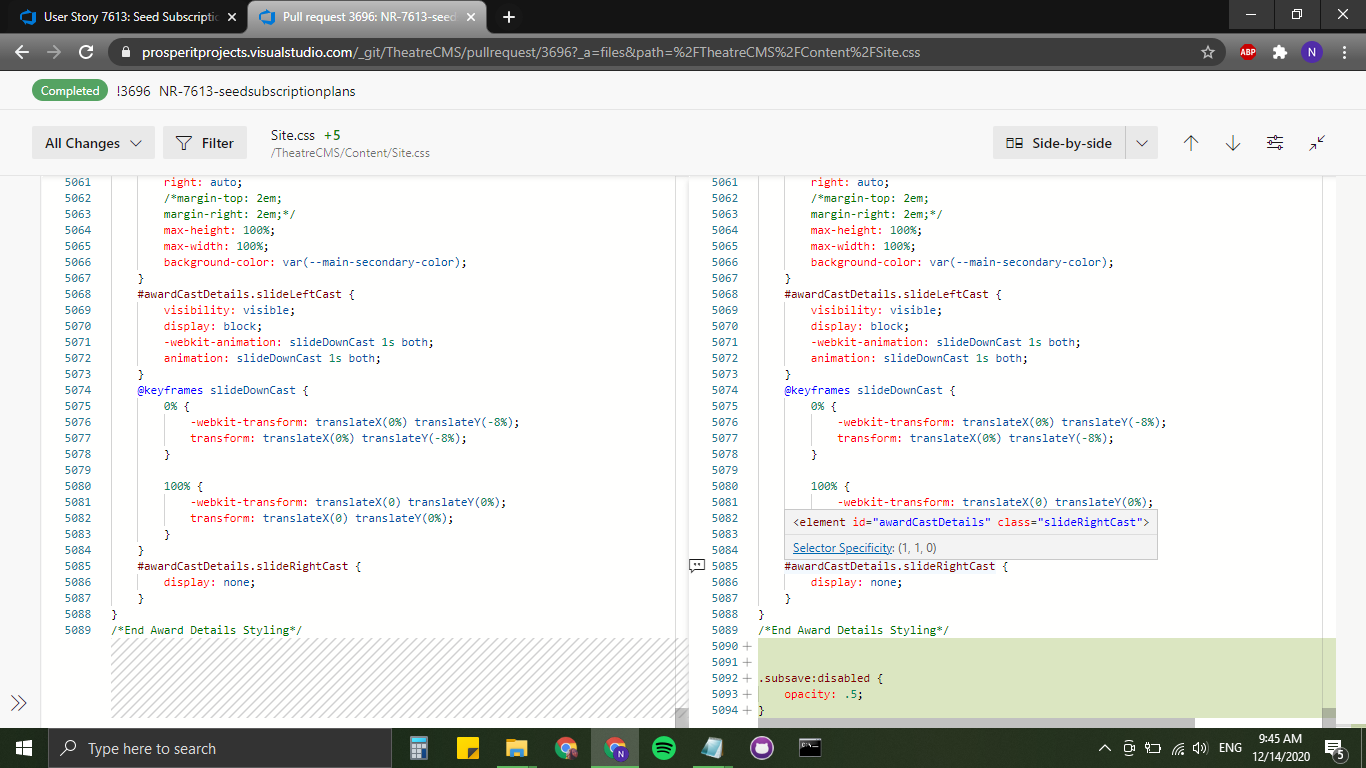 User Story 7613: Seed Subscriptio
Pull request 3696: NR-7613-seed
prosperitprojects.visualstudio.com/_git/TheatreCMS/pullrequest/3696?_a=files&path=%2FTheatreCMS%2FContent%2FSite.css
ABP
N
Completed !3696 NR-7613-seedsubscriptionplans
All Changes
Filter
Site.css +5
/TheatreCMS/Content/Site.css
Side-by-side
5061 right: auto;
5062 /*margin-top: 2em;
5063 margin-right: 2em;*/
5064 max-height: 100%;
5065 max-width: 100%;
5066 background-color: var(--main-secondary-color);
5067 }
5068 #awardCastDetails.slideLeftCast {
5069 visibility: visible;
5070 display: block;
5071 -webkit-animation: slideDownCast 1s both;
5072 animation: slideDownCast 1s both;
5073 }
5074 @keyframes slideDownCast {
5075 0% {
5076 -webkit-transform: translateX(0%) translateY(-8%);
5077 transform: translateX(0%) translateY(-8%);
5078 }
5079
5080 100% {
5081 -webkit-transform: translateX(0) translateY(0%);
5082 transform: translateX(0) translateY(0%);
5083 }
5084 }
5085 #awardCastDetails.slideRightCast {
5086 display: none;
5087 }
5088 }
5089 /*End Award Details Styling*/
5061 right: auto;
5062 /*margin-top: 2em;
5063 margin-right: 2em;*/
5064 max-height: 100%;
5065 max-width: 100%;
5066 background-color: var(--main-secondary-color);
5067 }
5068 #awardCastDetails.slideLeftCast {
5069 visibility: visible;
5070 display: block;
5071 -webkit-animation: slideDownCast 1s both;
5072 animation: slideDownCast 1s both;
5073 }
5074 @keyframes slideDownCast {
5075 0% {
5076 -webkit-transform: translateX(0%) translateY(-8%);
5077 transform: translateX(0%) translateY(-8%);
5078 }
5079
5080 100% {
5081 -webkit-transform: translateX(0) translateY(0%);
5082 <element id="awardCastDetails" class="slideRightCast">
5083
5084 Selector Specificity: (1, 1, 0)
5085 #awardCastDetails.slideRightCast {
5086 display: none;
5087 }
5088 }
5089 /*End Award Details Styling*/
5090 +
5091 +
5092 + .subsave:disabled {
5093 + opacity: .5;
5094 + }
Type here to search
N
ENG
9:45 AM
12/14/2020
5